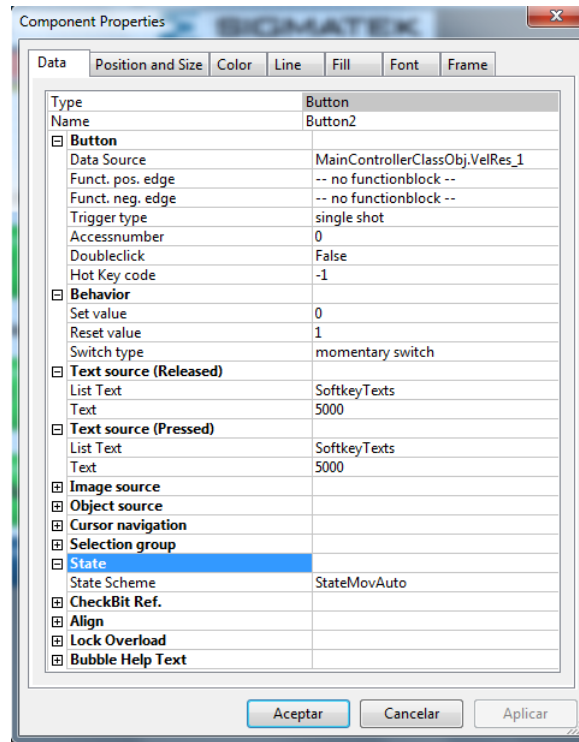 SIGMATEK
Component Properties
Data Position and Size Color Line Fill Font Frame
Type Button
Name Button2
Button
Data Source MainControllerClassObj.VelRes_1
Funct. pos. edge -- no functionblock --
Funct. neg. edge -- no functionblock --
Trigger type single shot
Accessnumber 0
Doubleclick False
Hot Key code -1
Behavior
Set value 0
Reset value 1
Switch type momentary switch
Text source (Released)
List Text SoftkeyTexts
Text 5000
Text source (Pressed)
List Text SoftkeyTexts
Text 5000
Image source
Object source
Cursor navigation
Selection group
State
State Scheme StateMovAuto
CheckBit Ref.
Align
Lock Overload
Bubble Help Text
Aceptar Cancelar Aplicar